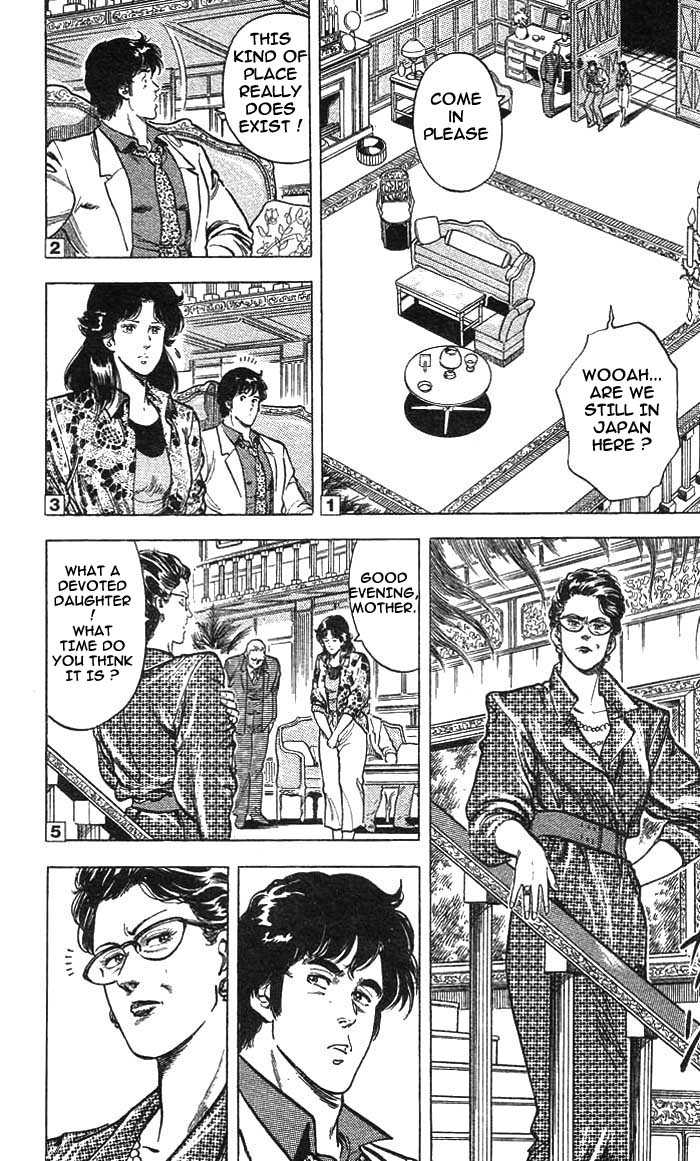 COME
IN
PLEASE
WOOAH...
ARE WE
STILL IN
JAPAN
HERE ?
1
THIS
KIND OF
PLACE
REALLY
DOES
EXIST !
2
3
GOOD
EVENING,
MOTHER.
WHAT A
DEVOTED
DAUGHTER
!
WHAT
TIME DO
YOU THINK
IT IS ?
5